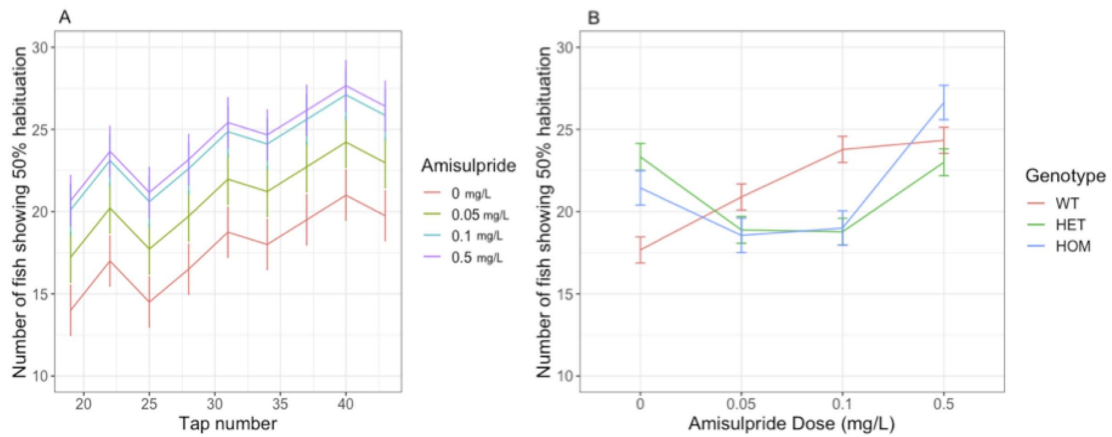 A
Number of fish showing 50% habituation
30
25
20
15
10
20
25
30
35
40
Tap number
Amisulpride
0 mg/L
0.05 mg/L
0.1 mg/L
0.5 mg/L
B
Number of fish showing 50% habituation
30
25
20
15
10
0
0.05
0.1
0.5
Amisulpride Dose (mg/L)
Genotype
WT
HET
HOM